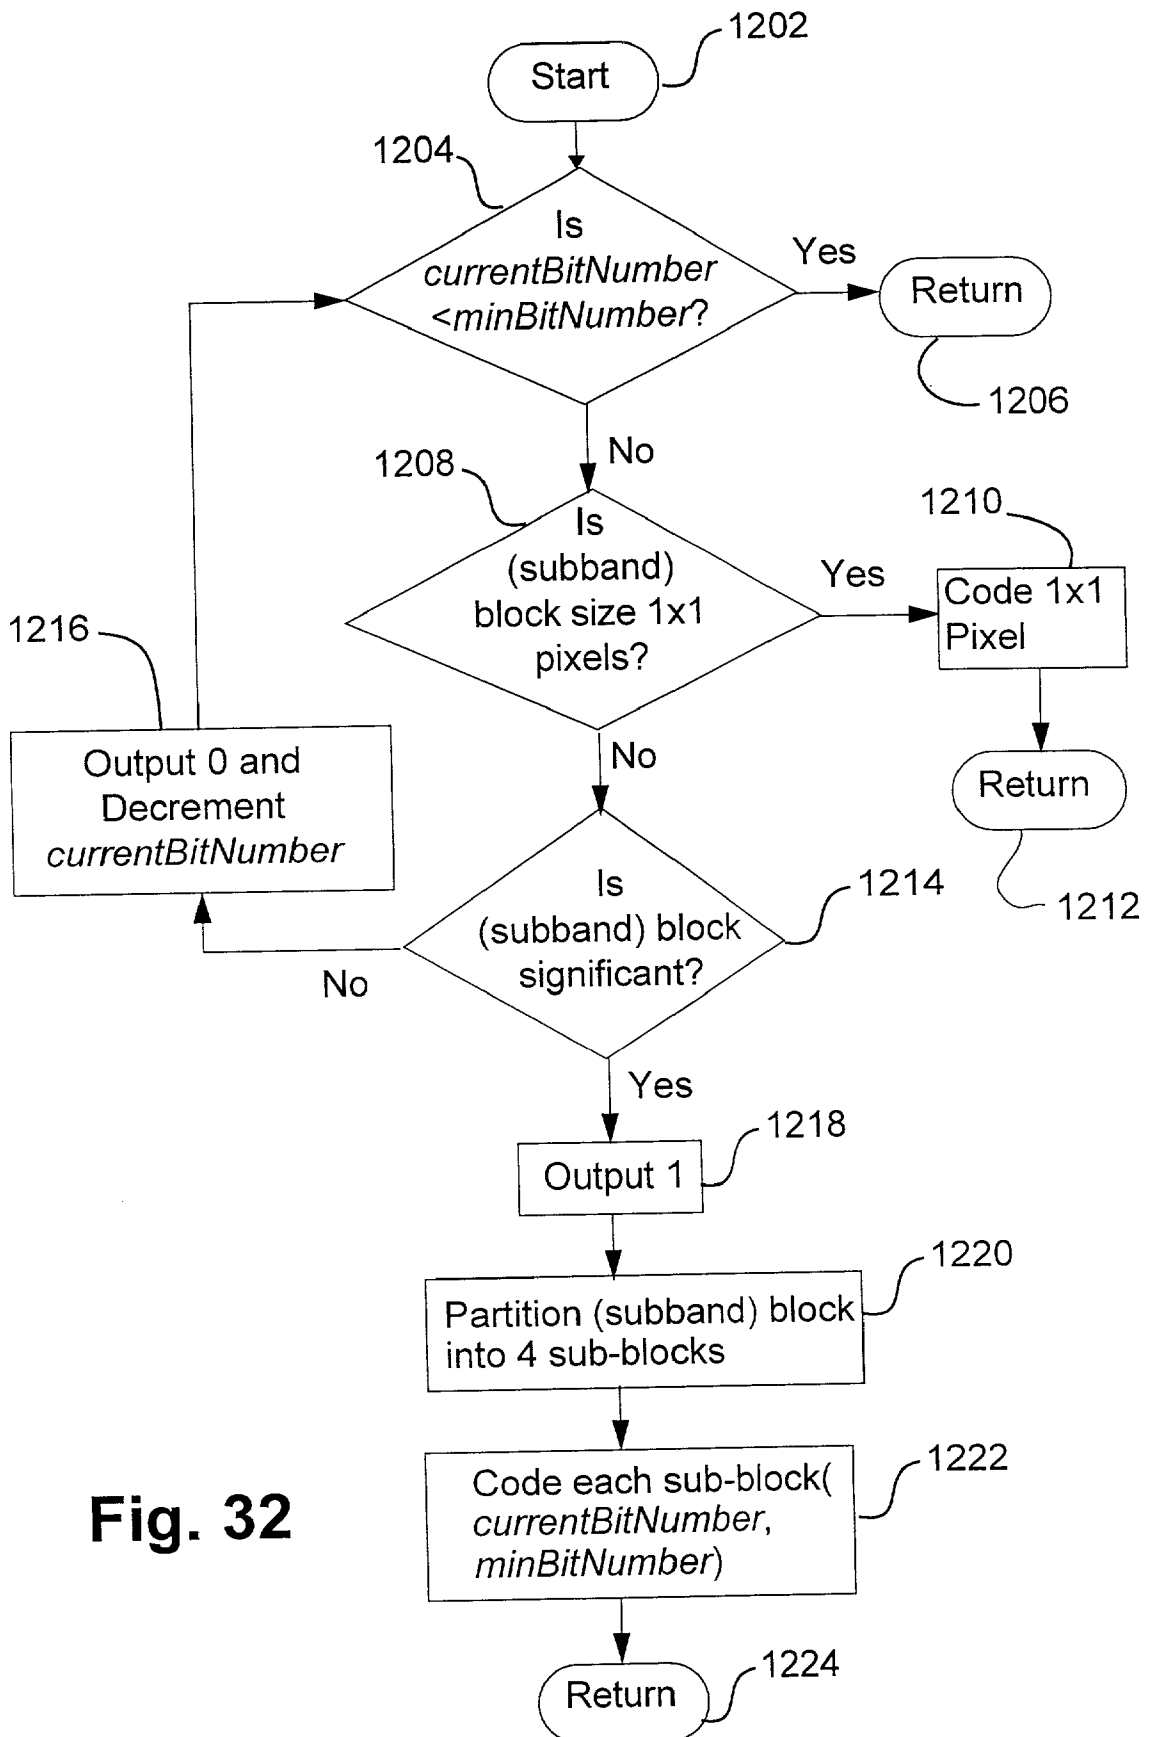 1202
Start
1204
Is
currentBitNumber
<minBitNumber?
Yes
Return
1206
No
1208
Is
(subband)
block size 1x1
pixels?
Yes
1210
Code 1x1
Pixel
1216
Output 0 and
Decrement
currentBitNumber
No
Return
1212
Is
(subband) block
significant?
1214
No
Yes
1218
Output 1
1220
Partition (subband) block
into 4 sub-blocks
1222
Code each sub-block(
currentBitNumber,
minBitNumber)
Fig. 32
1224
Return